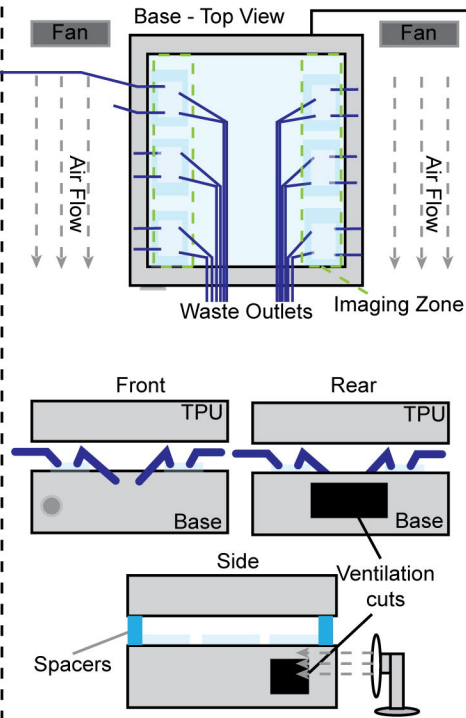 Base - Top View
Fan
Fan
Air Flow
Air Flow
Waste Outlets
Imaging Zone
Front
Rear
TPU
TPU
Base
Base
Side
Ventilation
cuts
Spacers